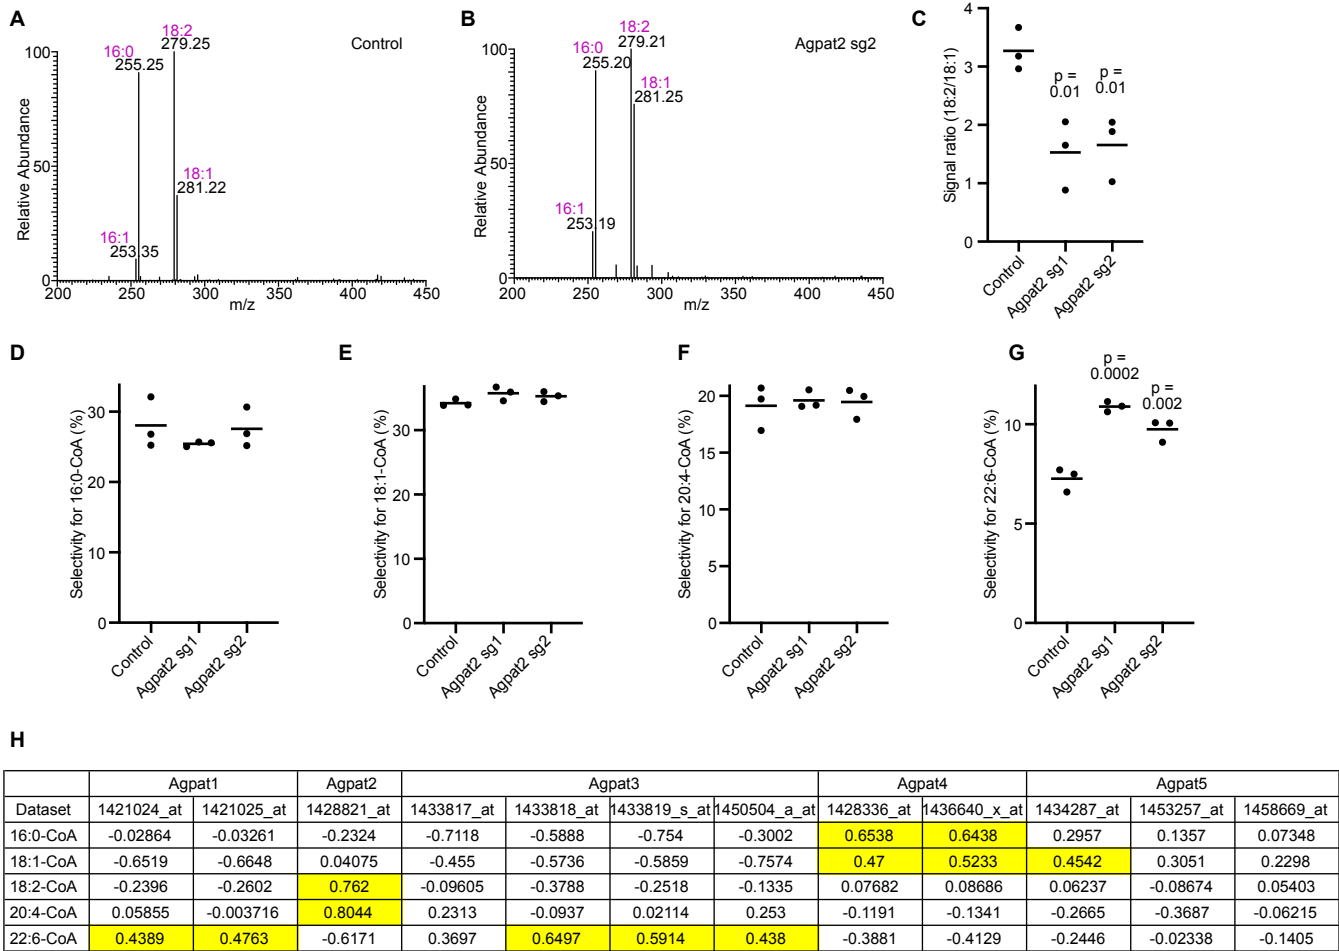 A
Control
Relative Abundance
100
50
0
16:0
255.25
18:2
279.25
18:1
281.22
16:1
253.35
200
250
300
350
400
450
m/z
B
Agpat2 sg2
Relative Abundance
100
50
0
16:0
255.20
18:2
279.21
18:1
281.25
16:1
253.19
200
250
300
350
400
450
m/z
C
Signal ratio (18:2/18:1)
4
3
2
1
0
p =
0.01
p =
0.01
Control
Agpat2 sg1
Agpat2 sg2
D
Selectivity for 16:0-CoA (%)
30
20
10
0
Control
Agpat2 sg1
Agpat2 sg2
E
Selectivity for 18:1-CoA (%)
30
20
10
0
Control
Agpat2 sg1
Agpat2 sg2
F
Selectivity for 20:4-CoA (%)
20
15
10
5
0
Control
Agpat2 sg1
Agpat2 sg2
G
Selectivity for 22:6-CoA (%)
10
5
0
p =
0.0002
p =
0.002
Control
Agpat2 sg1
Agpat2 sg2
H
Agpat1 Agpat2 Agpat3 Agpat4 Agpat5
Dataset 1421024_at 1421025_at 1428821_at 1433817_at 1433818_at 1433819_s_at 1450504_a_at 1428336_at 1436640_x_at 1434287_at 1453257_at 1458669_at
16:0-CoA -0.02864 -0.03261 -0.2324 -0.7118 -0.5888 -0.754 -0.3002 0.6538 0.6438 0.2957 0.1357 0.07348
18:1-CoA -0.6519 -0.6648 0.04075 -0.455 -0.5736 -0.5859 -0.7574 0.47 0.5233 0.4542 0.3051 0.2298
18:2-CoA -0.2396 -0.2602 0.762 -0.09605 -0.3788 -0.2518 -0.1335 0.07682 0.08686 0.06237 -0.08674 0.05403
20:4-CoA 0.05855 -0.003716 0.8044 0.2313 -0.0937 0.02114 0.253 -0.1191 -0.1341 -0.2665 -0.3687 -0.06215
22:6-CoA 0.4389 0.4763 -0.6171 0.3697 0.6497 0.5914 0.438 -0.3881 -0.4129 -0.2446 -0.02338 -0.1405